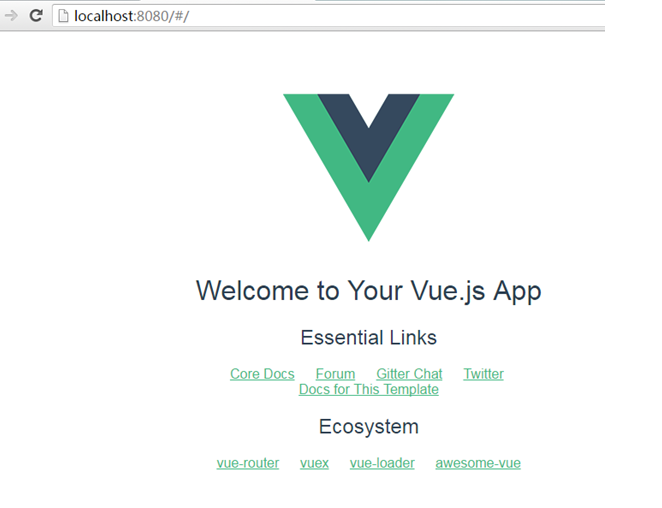 localhost:8080/#/
Welcome to Your Vue.js App
Essential Links
Core Docs Forum Gitter Chat Twitter
Docs for This Template
Ecosystem
vue-router vuex vue-loader awesome-vue